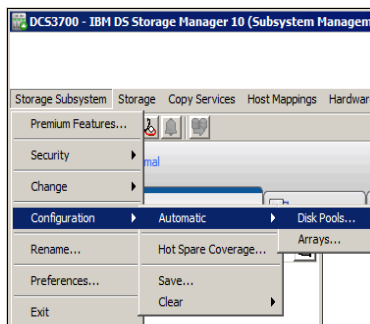 DCS3700 - IBM DS Storage Manager 10 (Subsystem Managem
Storage Subsystem Storage Copy Services Host Mappings Hardwar
Premium Features...
Security
mal
Change
Configuration Automatic Disk Pools...
Arrays...
Rename... Hot Spare Coverage...
Preferences... Save...
Clear
Exit